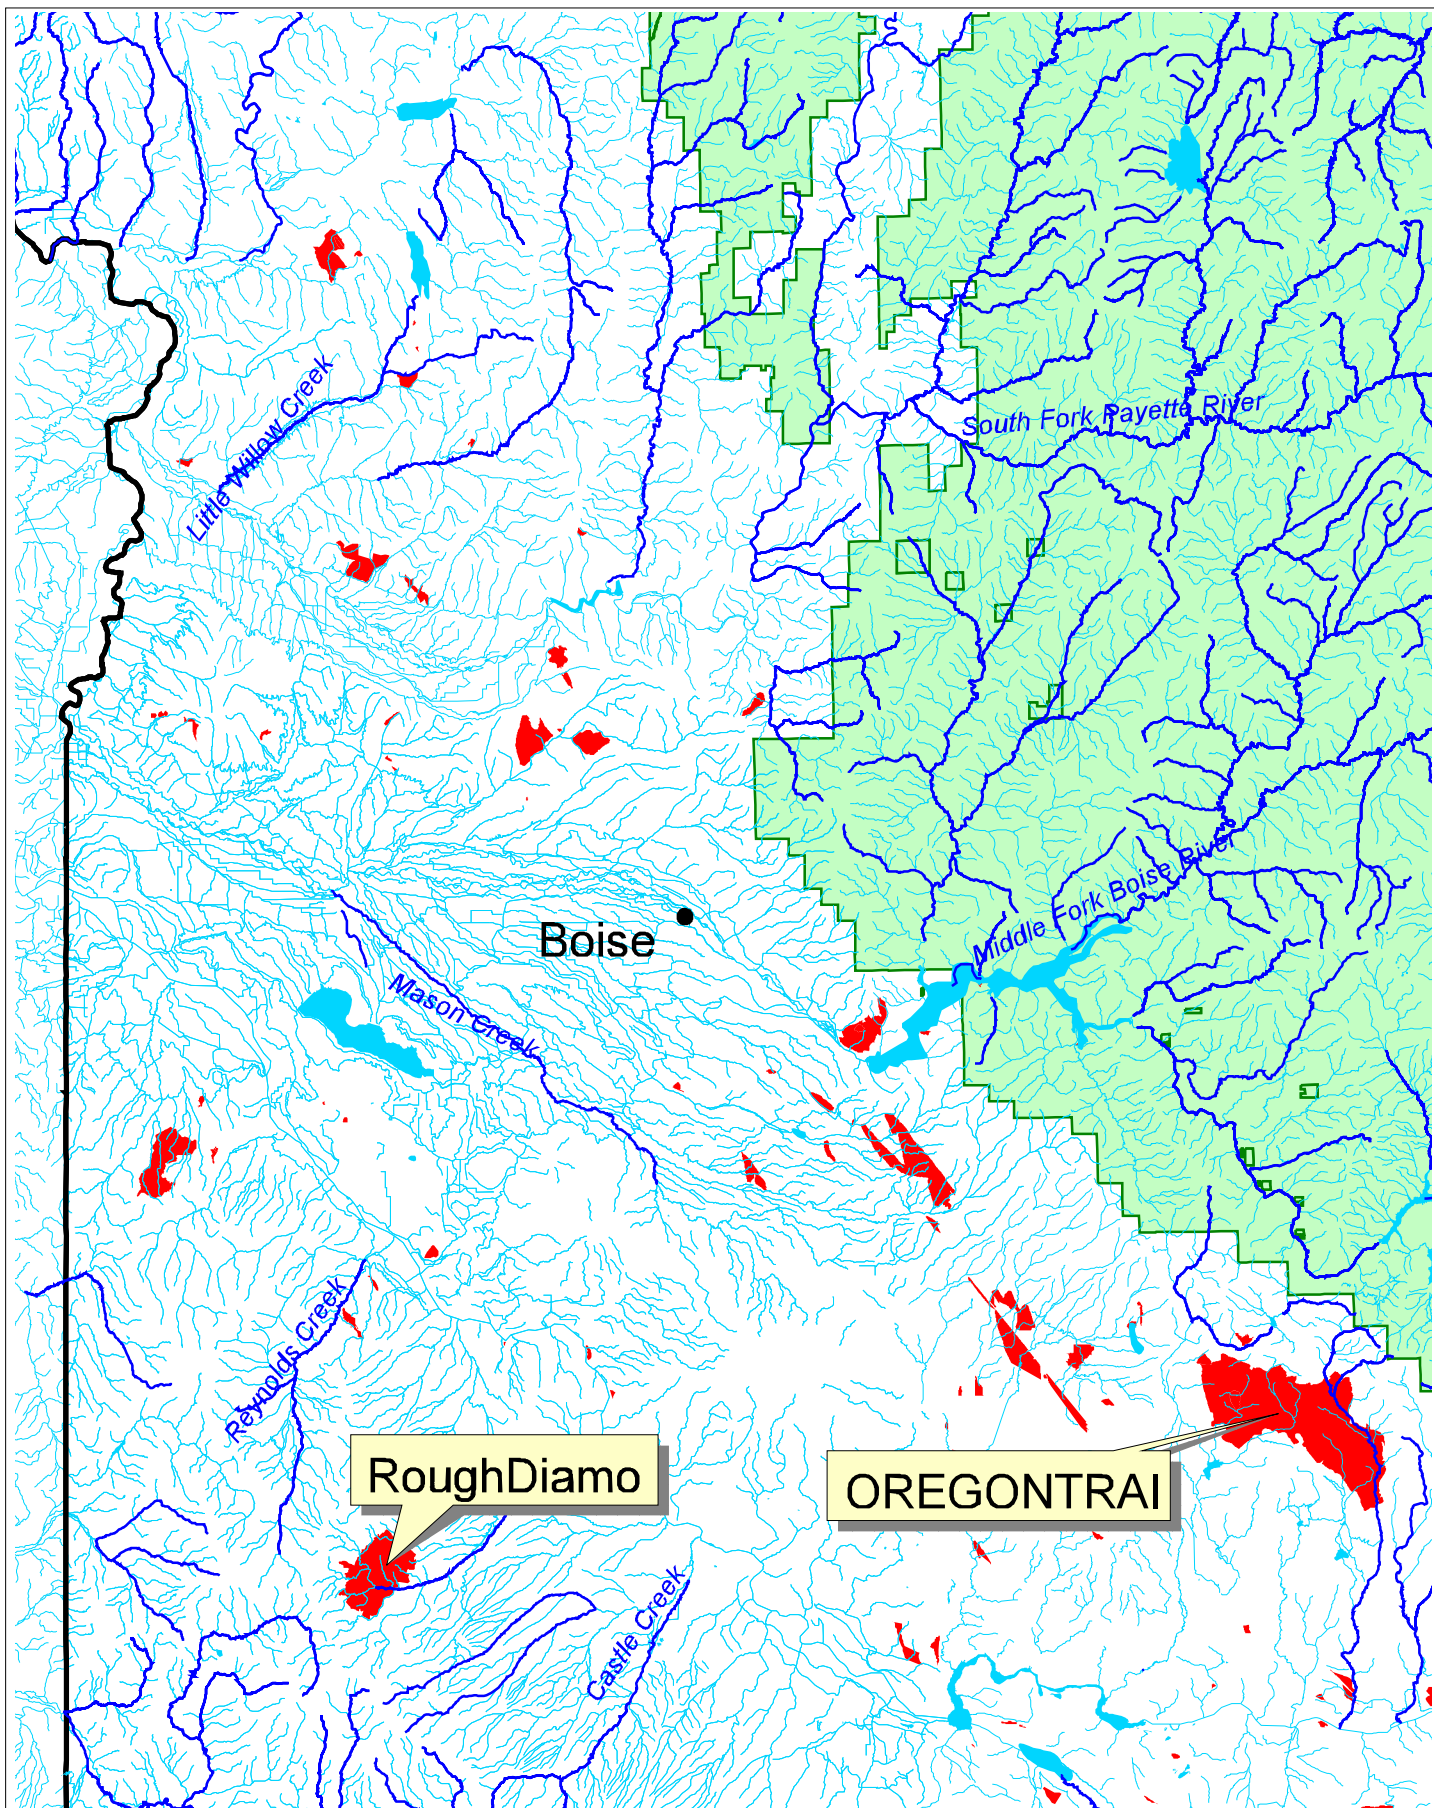 Little Willow Creek
South Fork Payette River
Middle Fork Boise River
Boise
Mason Creek
Reynolds Creek
RoughDiamo
OREGONTRAI
Castle Creek